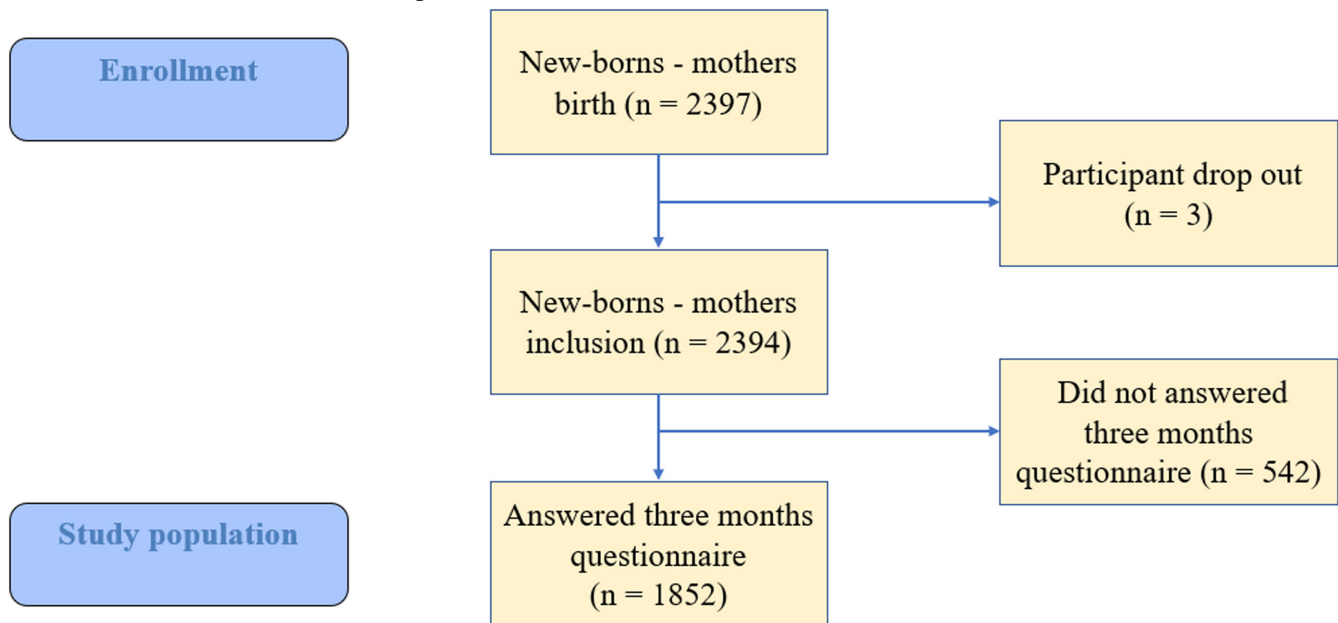 Enrollment
New-borns - mothers
birth (n = 2397)
Participant drop out
(n = 3)
New-borns - mothers
inclusion (n = 2394)
Did not answered
three months
questionnaire (n = 542)
Study population
Answered three months
questionnaire
(n = 1852)